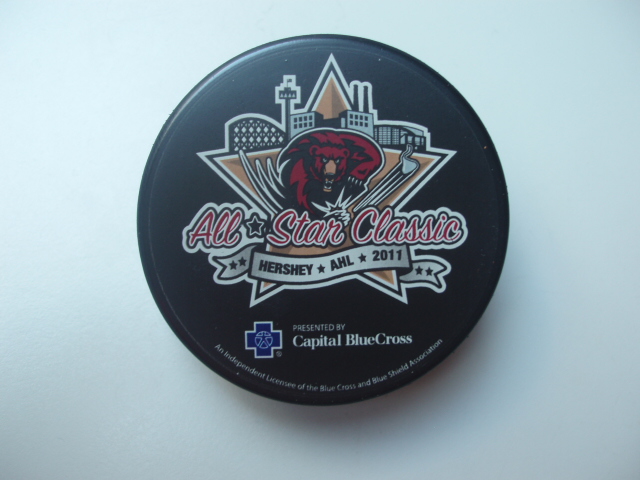 All Star Classic
HERSHEY ★ AHL ★ 2011
PRESENTED BY
Capital BlueCross
®
An Independent Licensee of the Blue Cross and Blue Shield Association